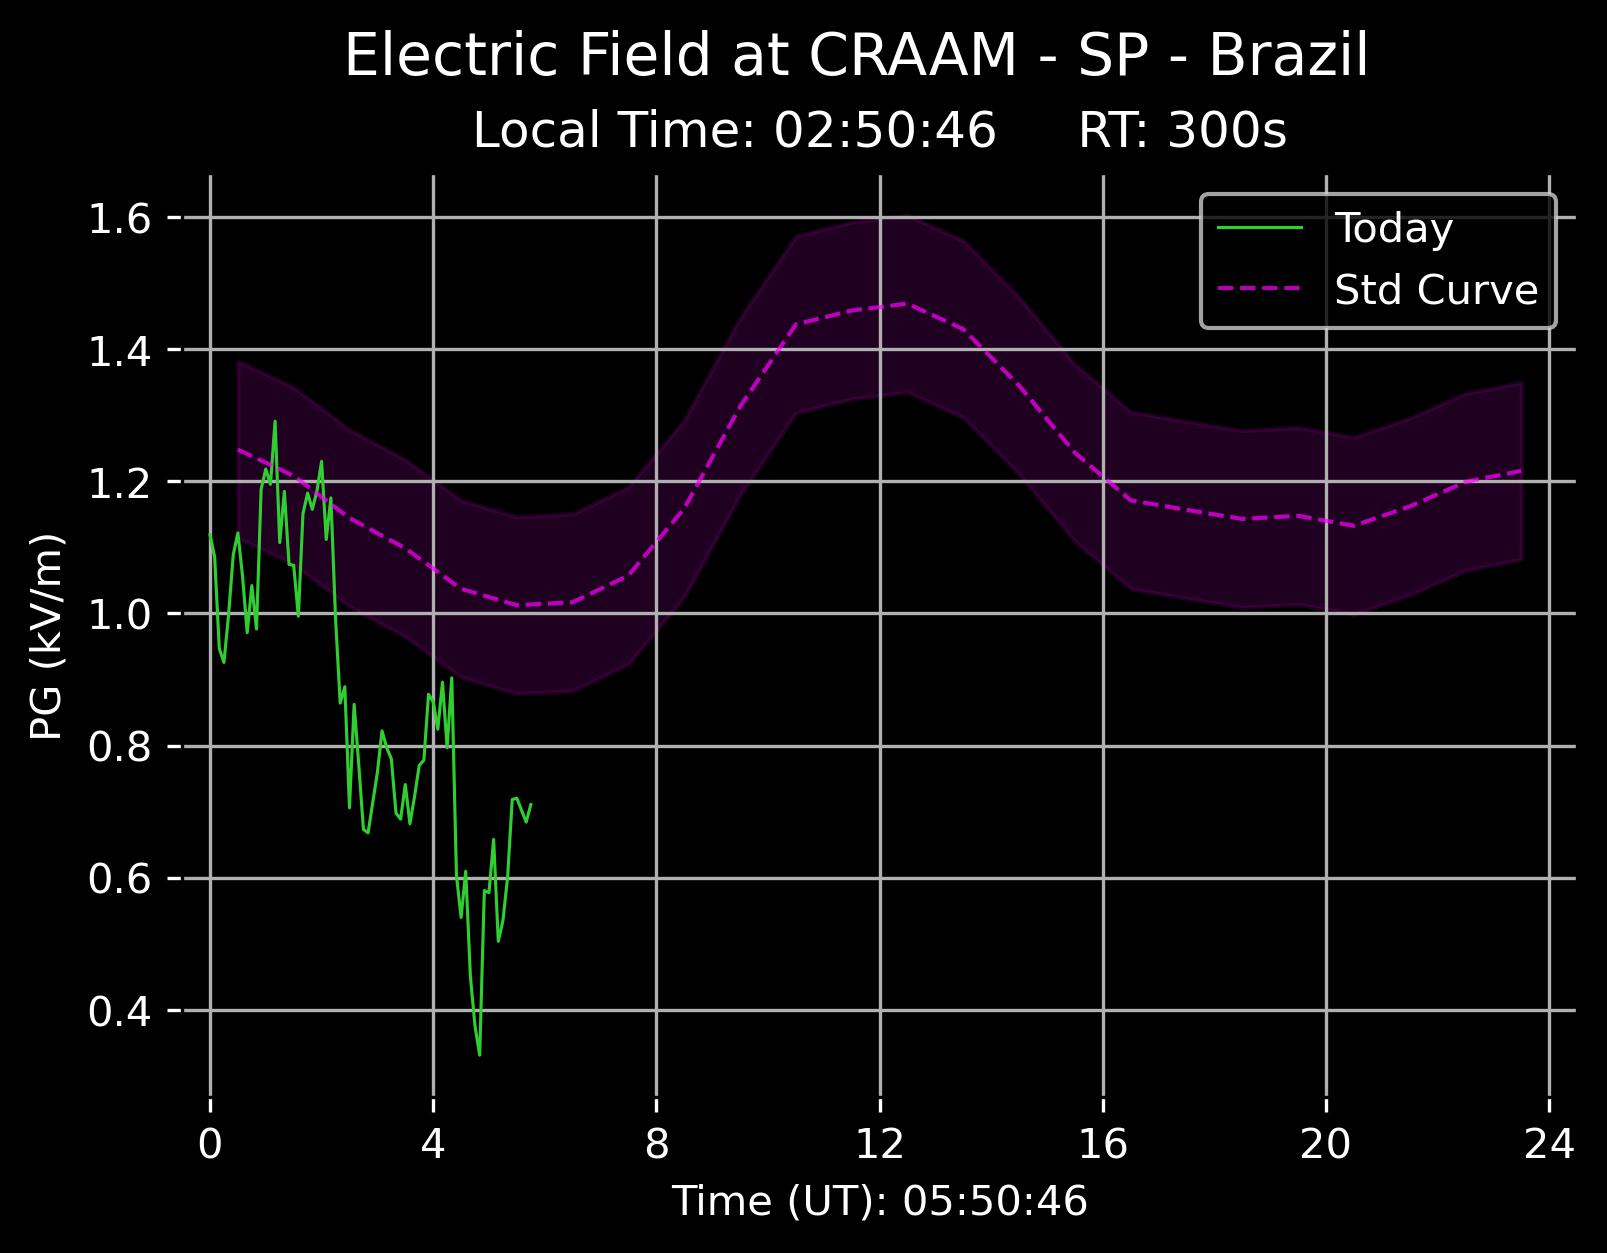 Electric Field at CRAAM - SP - Brazil
Local Time: 02:50:46 RT: 300s
Today
Std Curve
1.6
1.4
1.2
1.0
0.8
0.6
0.4
PG (kV/m)
0 4 8 12 16 20 24
Time (UT): 05:50:46